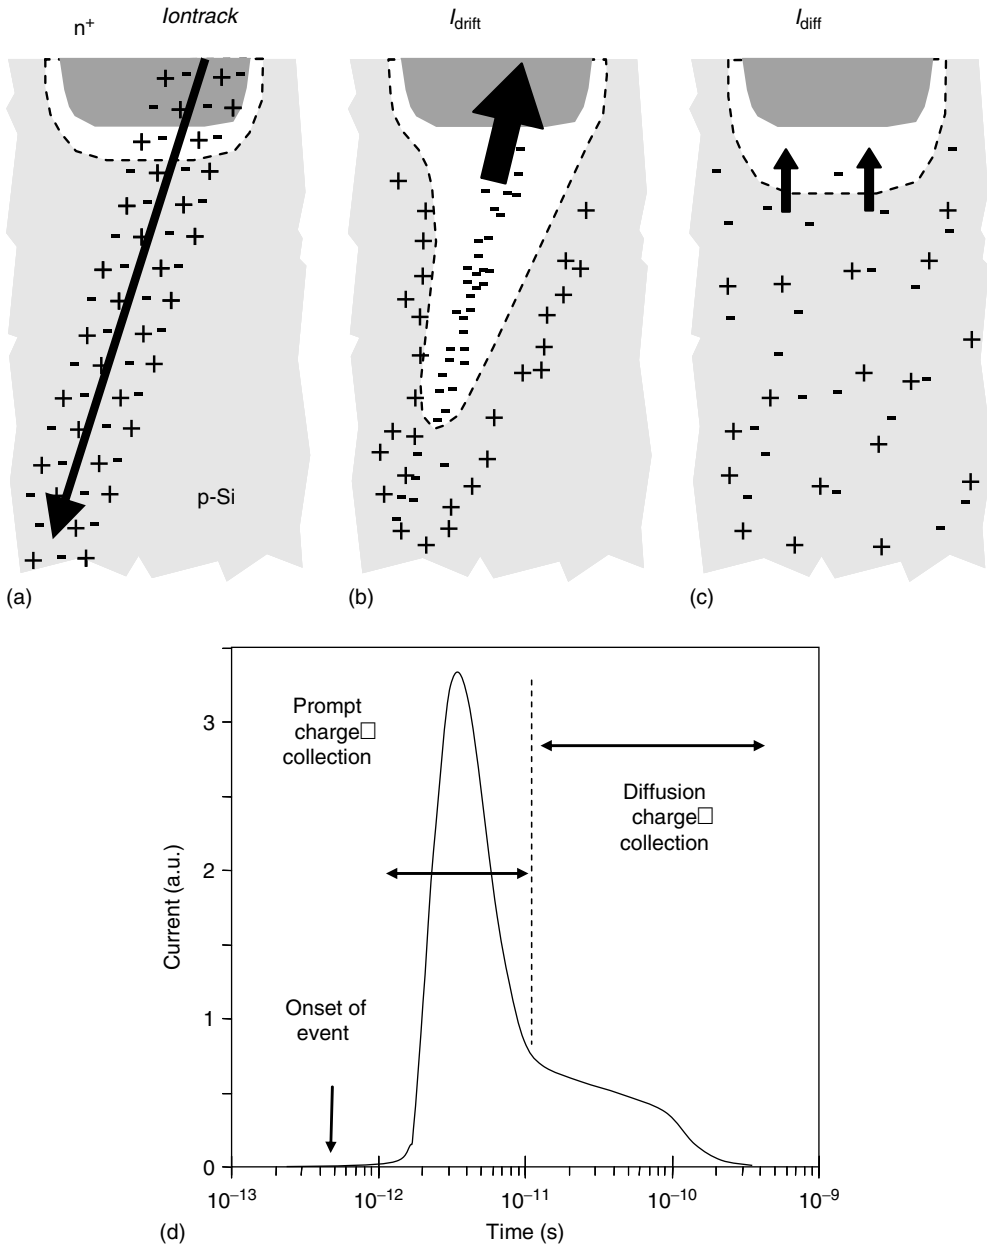 n+
Iontrack
Idrift
Idiff
p-Si
(a)
(b)
(c)
Prompt
charge□
collection
Diffusion
charge□
collection
Onset of
event
Current (a.u.)
3
2
1
0
10−13
10−12
10−11
10−10
10−9
Time (s)
(d)